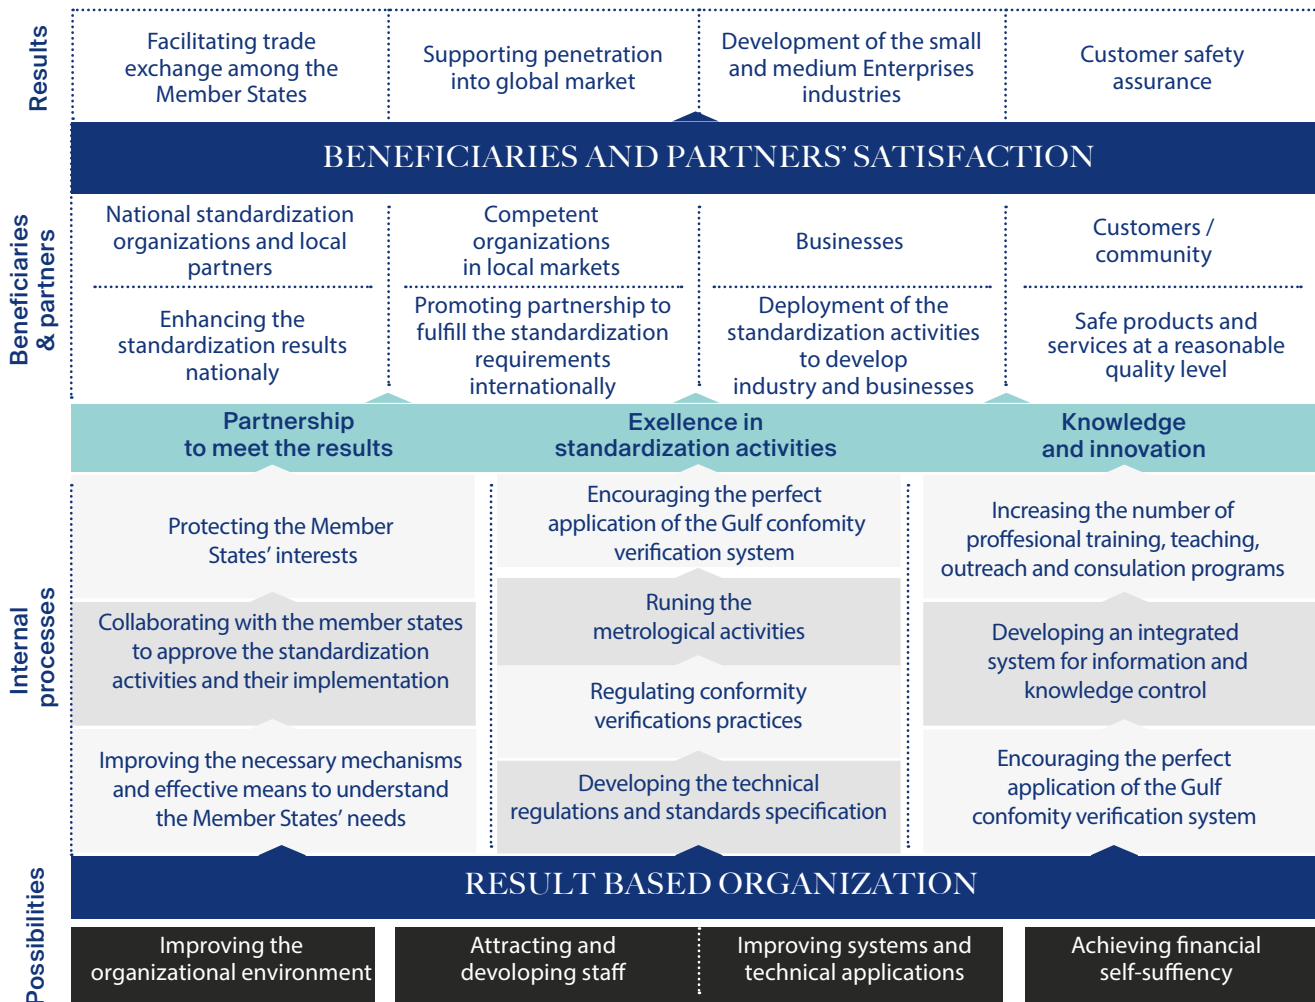 Results
Facilitating trade
exchange among the
Member States
Supporting penetration
into global market
Development of the small
and medium Enterprises
industries
Customer safety
assurance
BENEFICIARIES AND PARTNERS’ SATISFACTION
Beneficiaries
& partners
National standardization
organizations and local
partners
Competent
organizations
in local markets
Businesses
Customers /
community
Enhancing the
standardization results
nationaly
Promoting partnership to
fulfill the standardization
requirements
internationally
Deployment of the
standardization activities
to develop
industry and businesses
Safe products and
services at a reasonable
quality level
Partnership
to meet the results
Exellence in
standardization activities
Knowledge
and innovation
Internal
processes
Protecting the Member
States’ interests
Collaborating with the member states
to approve the standardization
activities and their implementation
Improving the necessary mechanisms
and effective means to understand
the Member States’ needs
Encouraging the perfect
application of the Gulf confomity
verification system
Runing the
metrological activities
Regulating conformity
verifications practices
Developing the technical
regulations and standards specification
Increasing the number of
proffesional training, teaching,
outreach and consulation programs
Developing an integrated
system for information and
knowledge control
Encouraging the perfect
application of the Gulf
confomity verification system
RESULT BASED ORGANIZATION
Possibilities
Improving the
organizational environment
Attracting and
devoloping staff
Improving systems and
technical applications
Achieving financial
self-suffiency